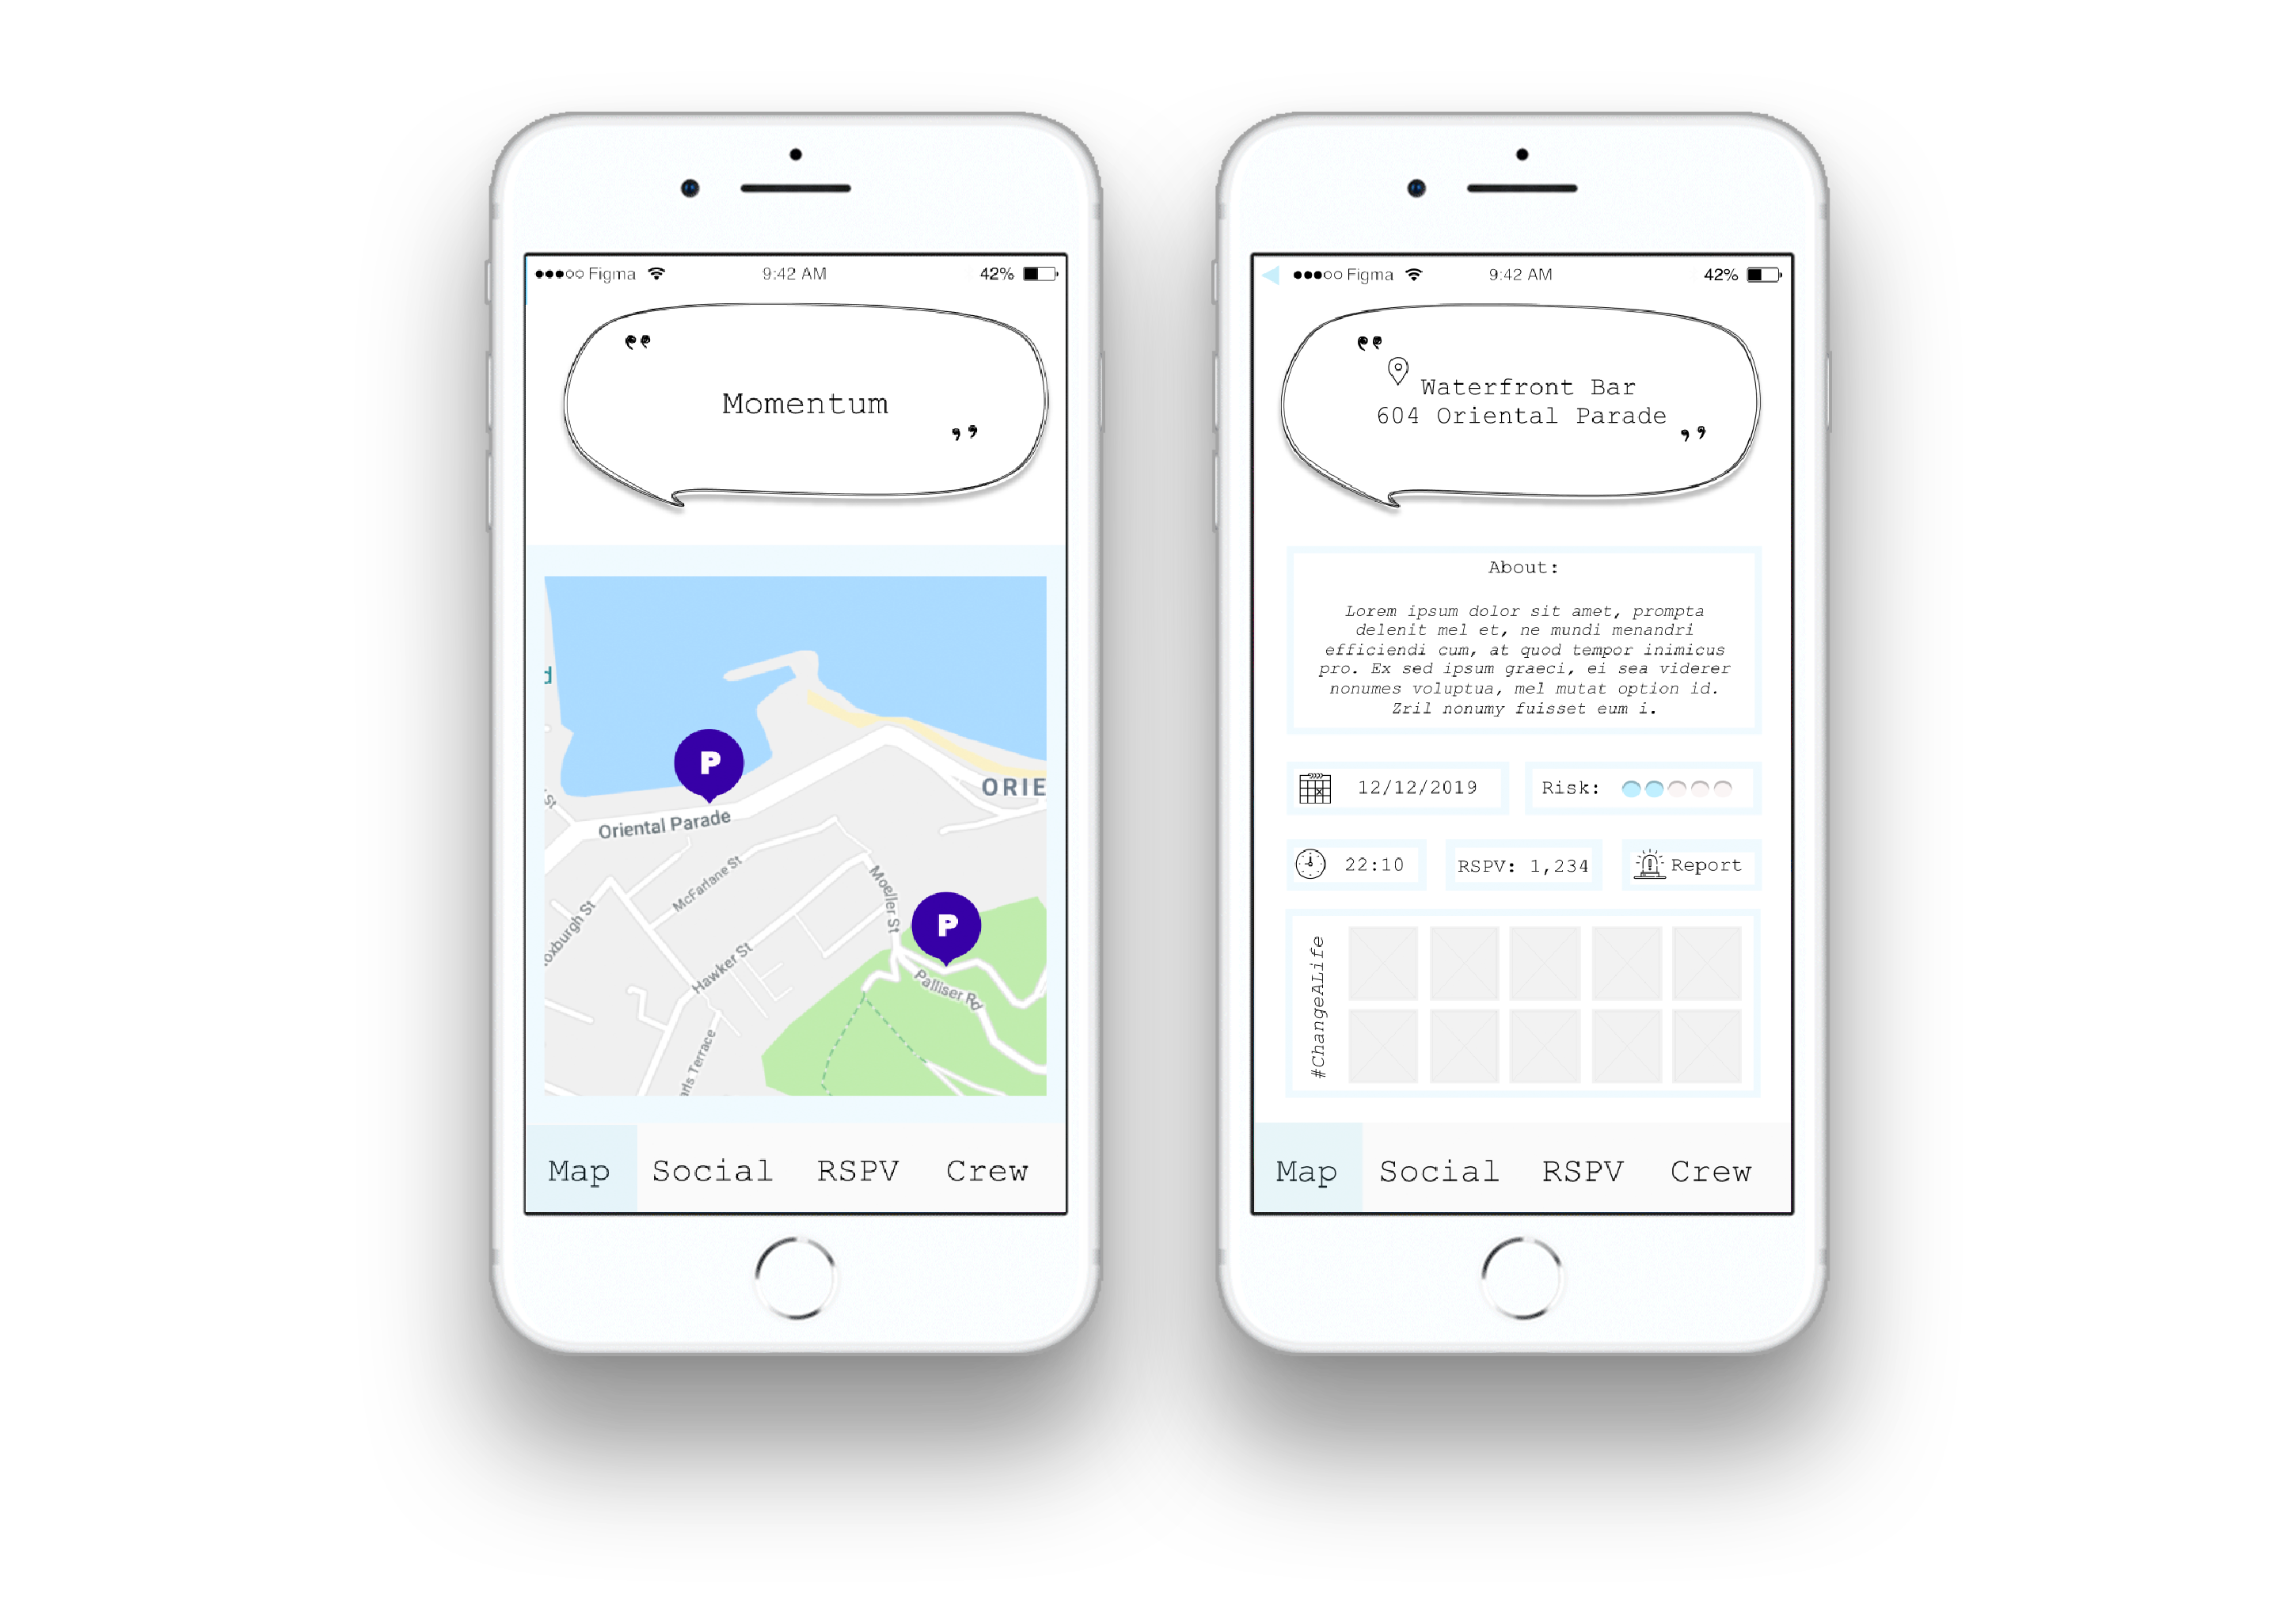 Figma 9:42 AM 42%
“ Momentum ”
d
ORIE
Oriental Parade
McFarlane St
Moeller St
oxburgh St
st
Hawker St
Palliser Rd
arls Terrace
P
P
Map Social RSPV Crew
Figma 9:42 AM 42%
“ Waterfront Bar
604 Oriental Parade ”
About:
Lorem ipsum dolor sit amet, prompta
delenit mel et, ne mundi menandri
efficiendi cum, at quod tempor inimicus
pro. Ex sed ipsum graeci, ei sea viderer
nonumes voluptua, mel mutat option id.
Zril nonumy fuisset eum i.
12/12/2019 Risk:
22:10 RSPV: 1,234 Report
#ChangeALife
Map Social RSPV Crew